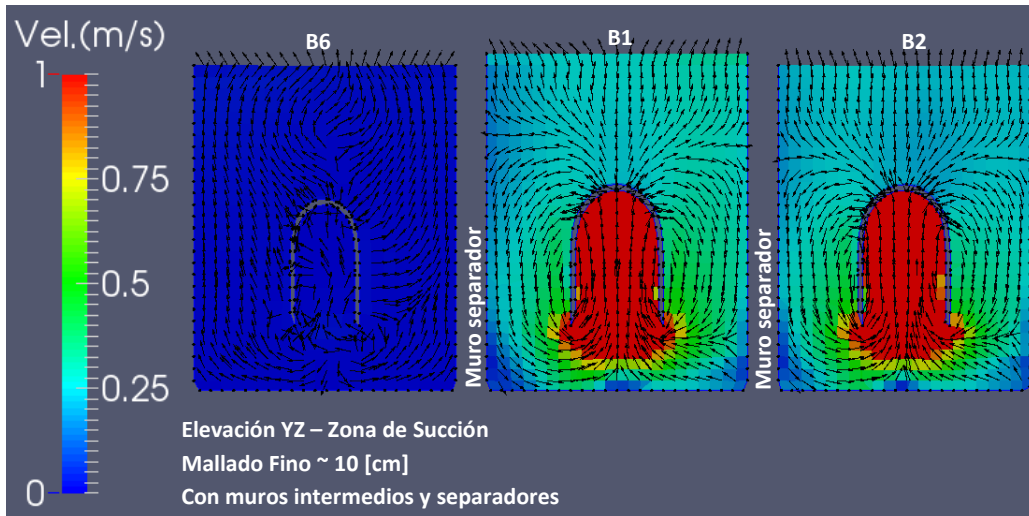 Vel.(m/s)
B6
B1
B2
1
0.75
0.5
0.25
0
Muro separador
Muro separador
Elevación YZ – Zona de Succión
Mallado Fino ~ 10 [cm]
Con muros intermedios y separadores